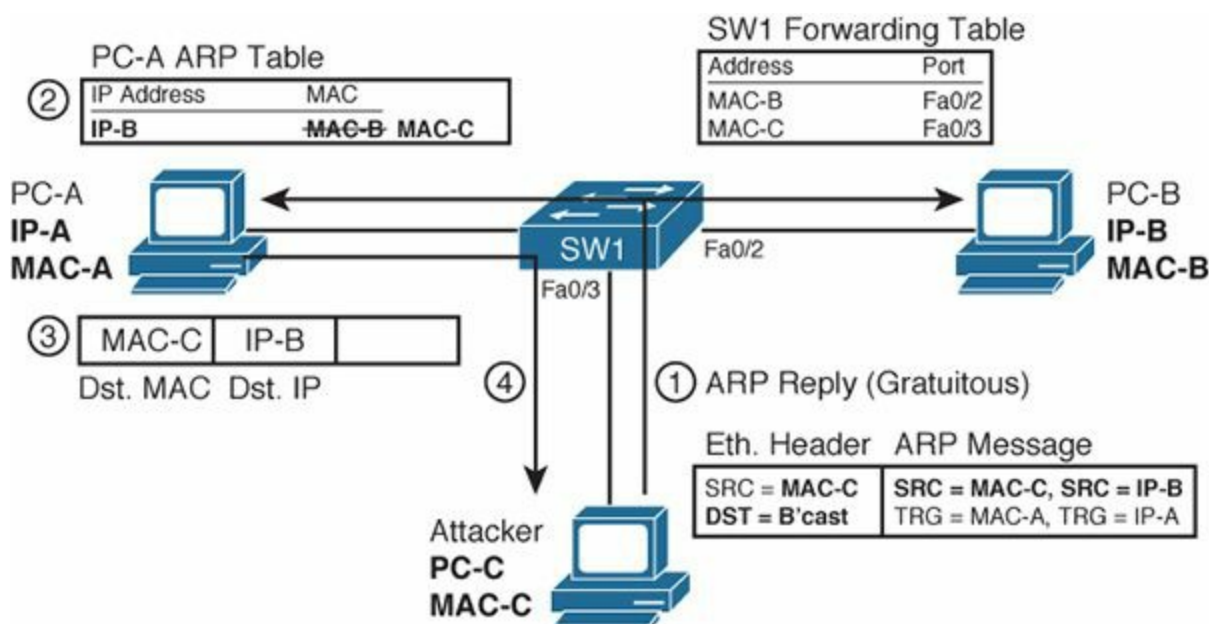 PC-A ARP Table
② IP Address MAC
IP-B MAC-B MAC-C
SW1 Forwarding Table
Address Port
MAC-B Fa0/2
MAC-C Fa0/3
PC-A
IP-A
MAC-A
SW1
Fa0/2
Fa0/3
PC-B
IP-B
MAC-B
③ MAC-C IP-B
Dst. MAC Dst. IP
④
① ARP Reply (Gratuitous)
Eth. Header ARP Message
SRC = MAC-C SRC = MAC-C, SRC = IP-B
DST = B'cast TRG = MAC-A, TRG = IP-A
Attacker
PC-C
MAC-C